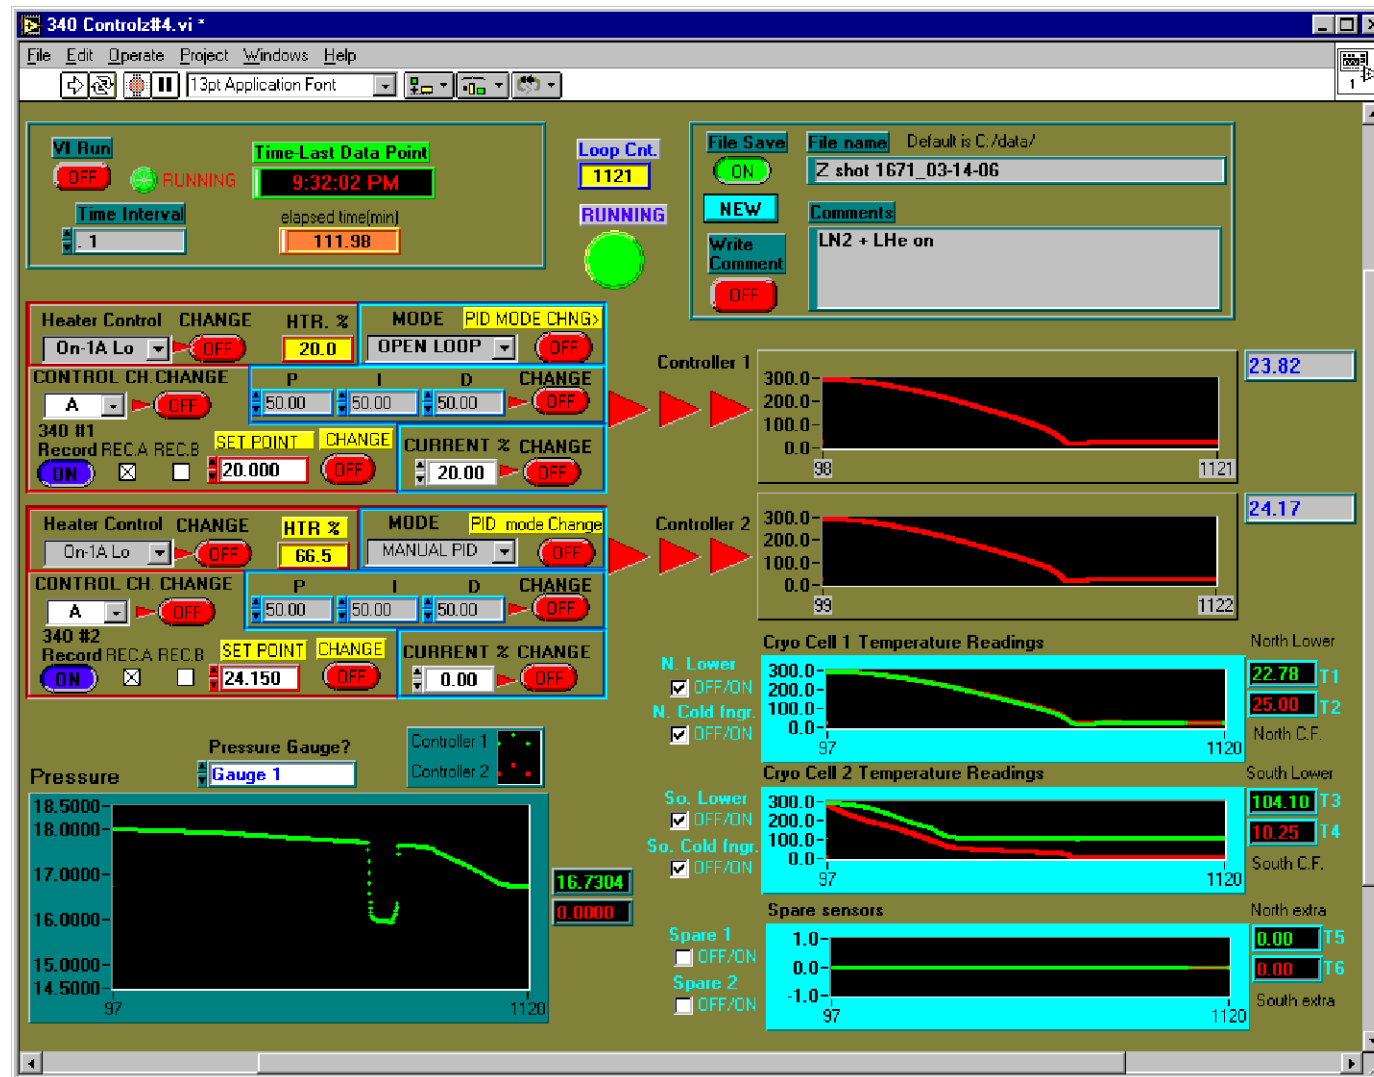 340 Controlz#4.vi *
File Edit Operate Project Windows Help
13pt Application Font
1
VI Run
OFF
RUNNING
Time-Last Data Point
9:32:02 PM
Time Interval
. 1
elapsed time(min)
111.98
Loop Cnt.
1121
RUNNING
File Save
ON
NEW
Write
Comment
OFF
File name Default is C:/data/
Z shot 1671_03-14-06
Comments
LN2 + LHe on
Heater Control CHANGE HTR. %
On-1A Lo OFF 20.0
MODE PID MODE CHNG>
OPEN LOOP OFF
CONTROL CH. CHANGE
A OFF
P I D CHANGE
50.00 50.00 50.00 OFF
340 #1
Record REC.A REC.B
ON
SET POINT CHANGE
20.000 OFF
CURRENT % CHANGE
20.00 OFF
Heater Control CHANGE HTR %
On-1A Lo OFF 66.5
MODE PID mode Change
MANUAL PID OFF
CONTROL CH. CHANGE
A OFF
P I D CHANGE
50.00 50.00 50.00 OFF
340 #2
Record REC.A REC.B
ON
SET POINT CHANGE
24.150 OFF
CURRENT % CHANGE
0.00 OFF
Controller 1
300.0
200.0
100.0
0.0
98 1121
23.82
Controller 2
300.0
200.0
100.0
0.0
99 1122
24.17
Cryo Cell 1 Temperature Readings
N. Lower
OFF/ON
N. Cold fngr.
OFF/ON
300.0
200.0
100.0
0.0
97 1120
North Lower
22.78 T1
25.00 T2
North C.F.
Cryo Cell 2 Temperature Readings
So. Lower
OFF/ON
So. Cold fngr.
OFF/ON
300.0
200.0
100.0
0.0
97 1120
South Lower
104.10 T3
10.25 T4
South C.F.
Spare sensors
Spare 1
OFF/ON
Spare 2
OFF/ON
1.0
0.0
-1.0
97 1120
North extra
0.00 T5
0.00 T6
South extra
Pressure Gauge?
Gauge 1
Controller 1
Controller 2
Pressure
18.5000
18.0000
17.0000
16.0000
15.0000
14.5000
97 1120
16.7304
0.0000